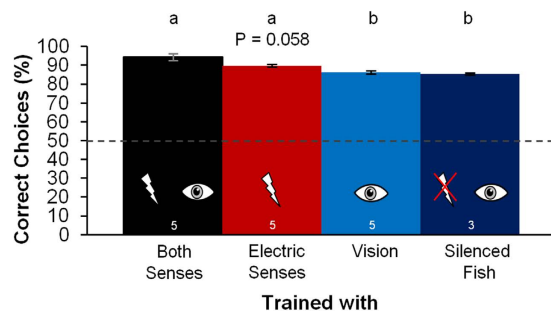 a a b b
P = 0.058
Correct Choices (%)
100
90
80
70
60
50
40
30
20
10
0
5 5 5 3
Both Electric Vision Silenced
Senses Senses Fish
Trained with